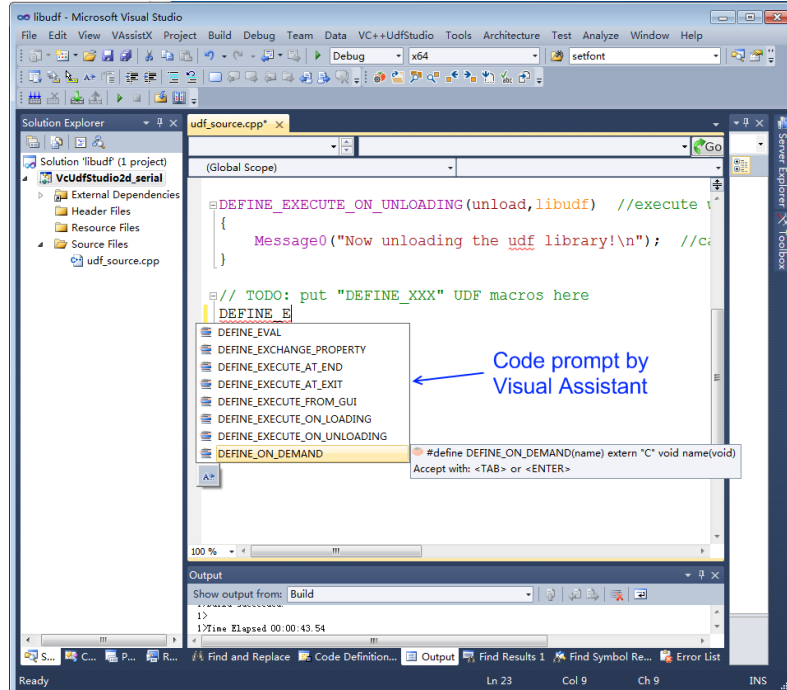 libudf - Microsoft Visual Studio
File Edit View VAssistX Project Build Debug Team Data VC++UdfStudio Tools Architecture Test Analyze Window Help
Debug x64 setfont
Solution Explorer
Solution 'libudf' (1 project)
VcUdfStudio2d_serial
External Dependencies
Header Files
Resource Files
Source Files
udf_source.cpp
udf_source.cpp*
Go
(Global Scope)
DEFINE_EXECUTE_ON_UNLOADING(unload,libudf) //execute w
{
Message0("Now unloading the udf library!\n"); //ca
}
// TODO: put "DEFINE_XXX" UDF macros here
DEFINE_E
DEFINE_EVAL
DEFINE_EXCHANGE_PROPERTY
DEFINE_EXECUTE_AT_END
DEFINE_EXECUTE_AT_EXIT
DEFINE_EXECUTE_FROM_GUI
DEFINE_EXECUTE_ON_LOADING
DEFINE_EXECUTE_ON_UNLOADING
DEFINE_ON_DEMAND
#define DEFINE_ON_DEMAND(name) extern "C" void name(void)
Accept with: <TAB> or <ENTER>
Code prompt by
Visual Assistant
100 %
Output
Show output from: Build
1>Build succeeded.
1>
1>Time Elapsed 00:00:43.54
S... C... P... R...
Find and Replace Code Definition... Output Find Results 1 Find Symbol Re... Error List
Ready Ln 23 Col 9 Ch 9 INS
Server Explorer
Toolbox